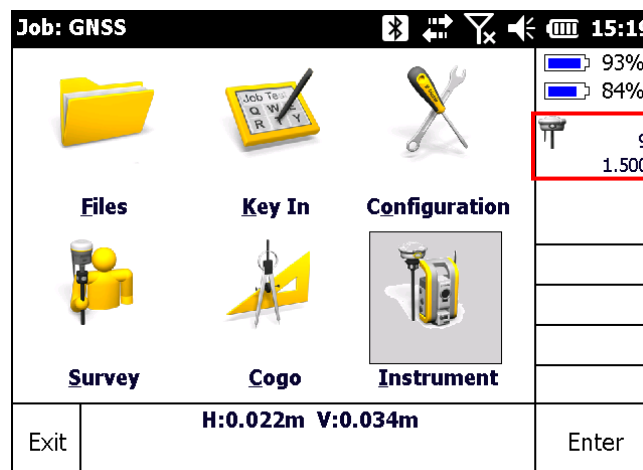 Job: GNSS 15:19
93%
84%
1.500
Files Key In Configuration
Survey Cogo Instrument
H:0.022m V:0.034m
Exit Enter